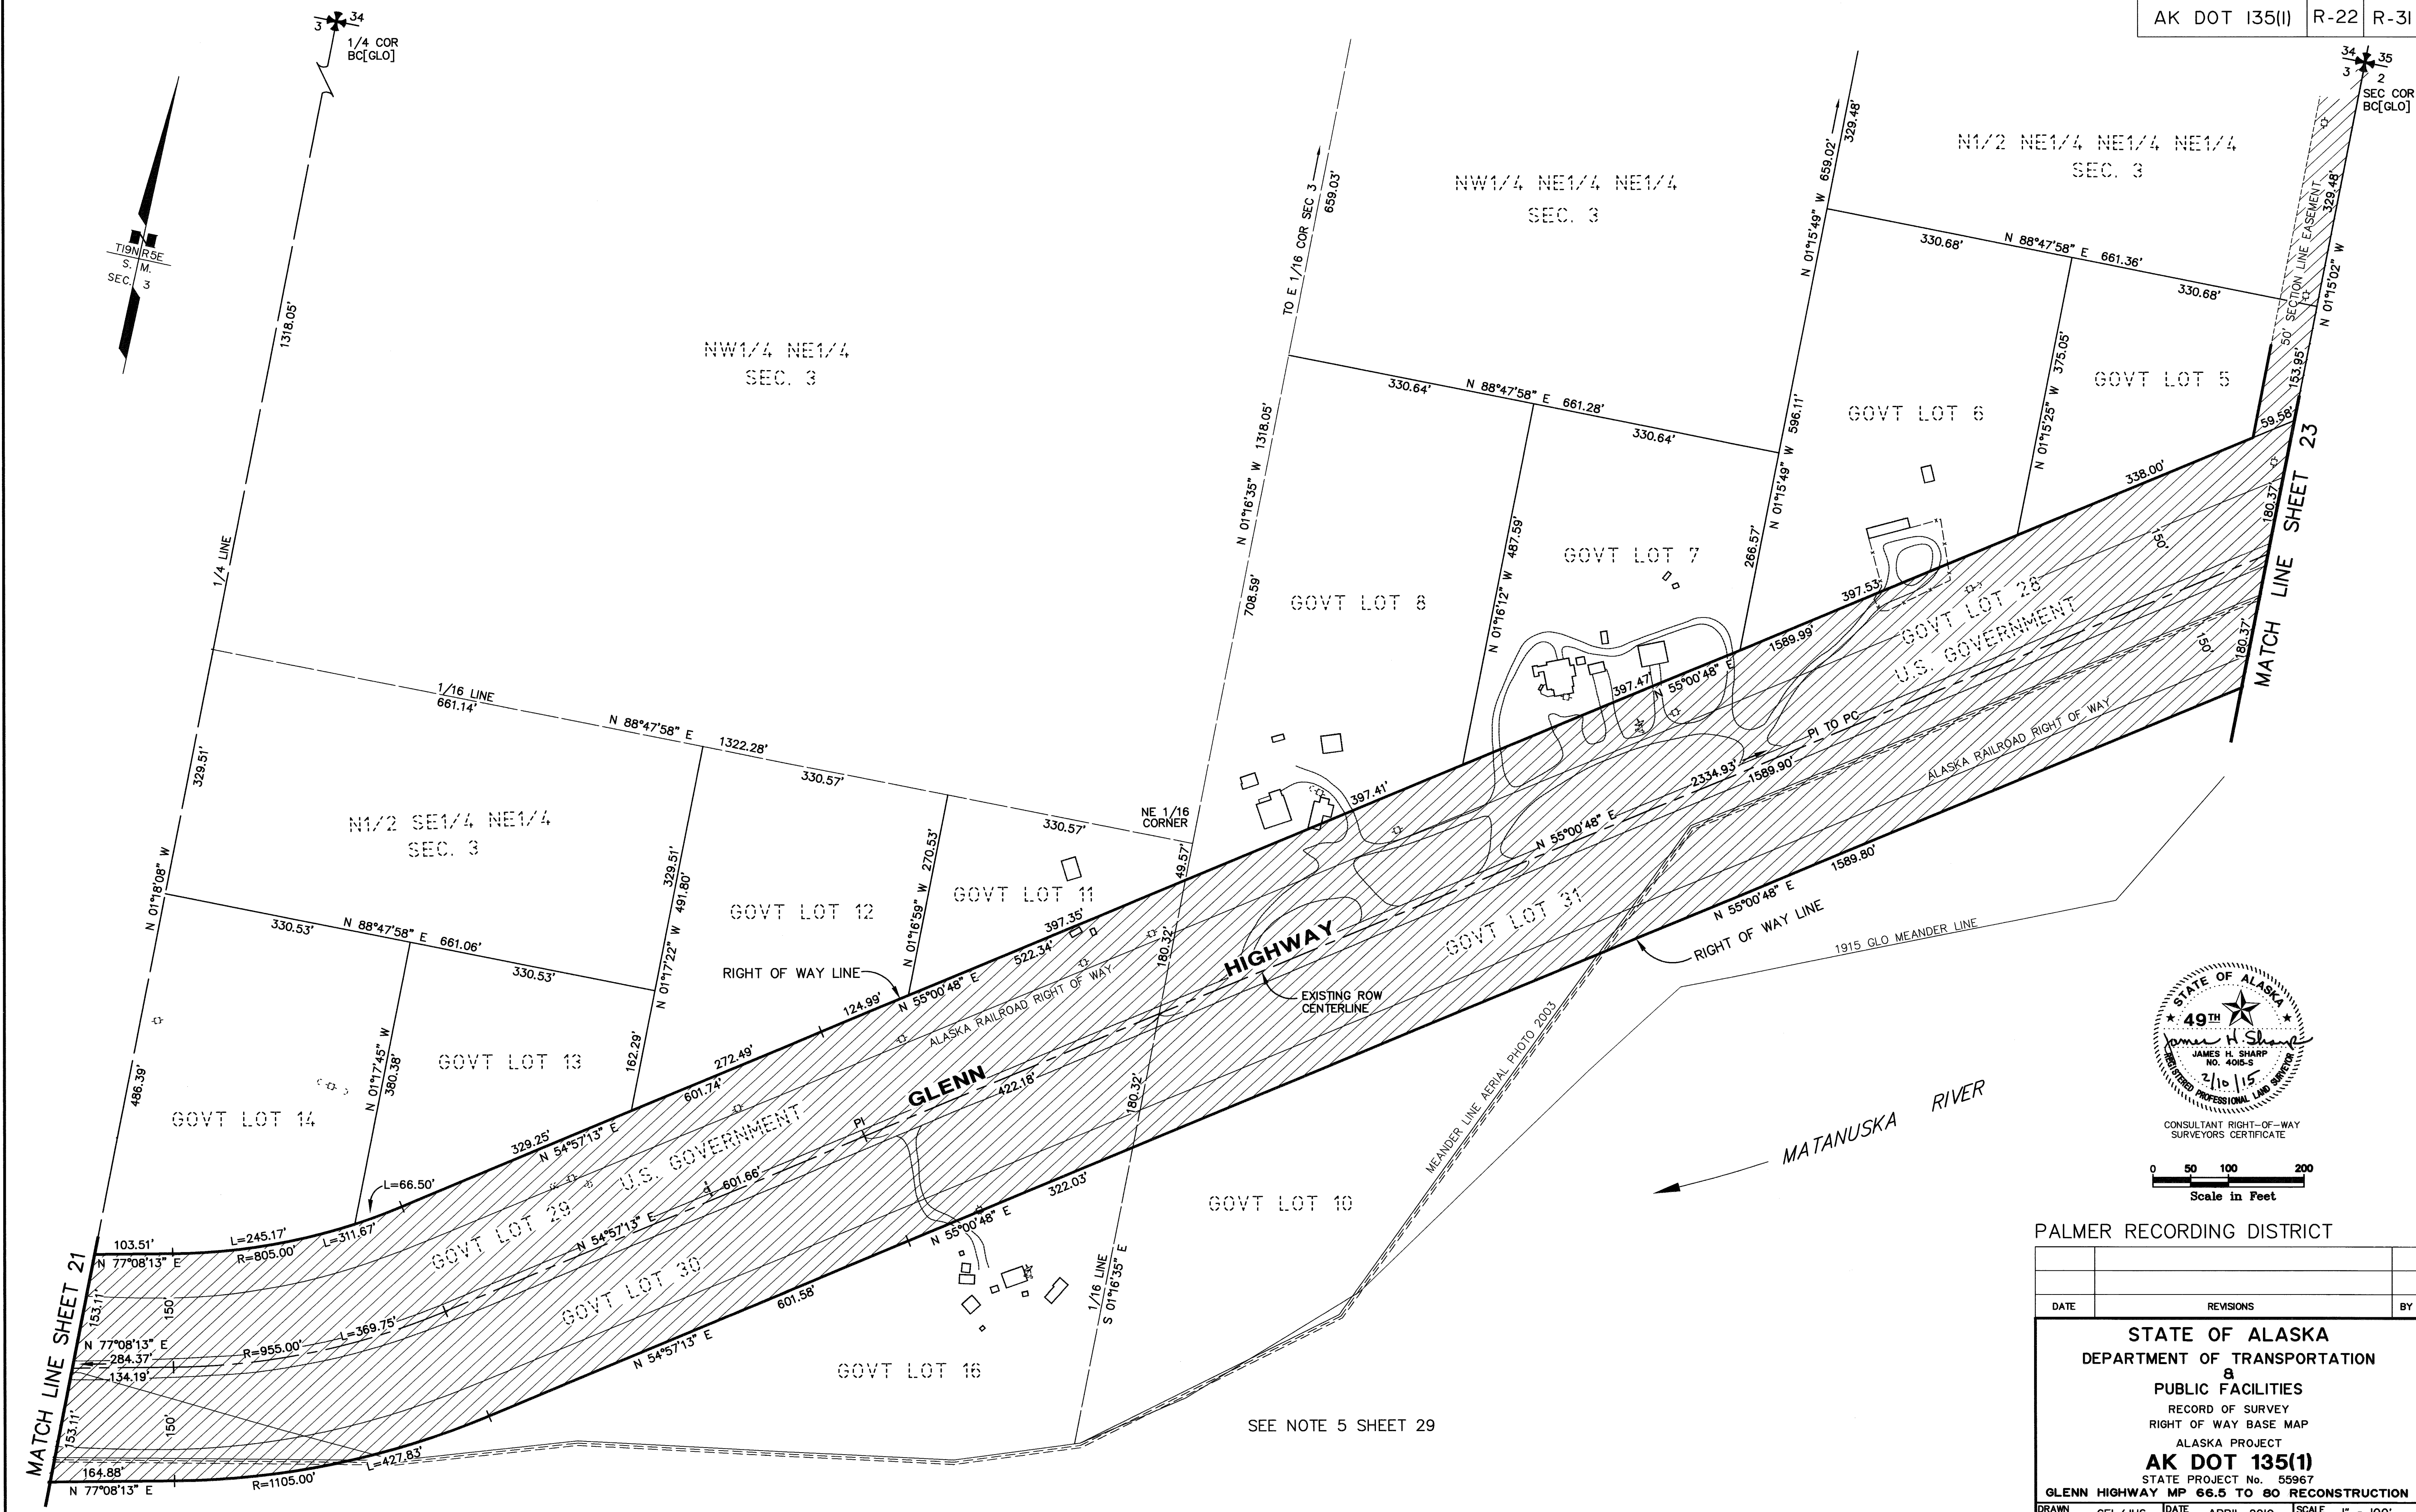 AK DOT 135(1) R-22 R-31
3 34
1/4 COR
BC[GLO]
34 35
3 2
SEC COR
BC[GLO]
T19N R5E
S. M.
SEC. 3
1318.05'
1/4 LINE
NW1/4 NE1/4
SEC. 3
TO E 1/16 COR SEC 3
659.03'
NW1/4 NE1/4 NE1/4
SEC. 3
N 01°15'49" W 659.02'
329.48'
N1/2 NE1/4 NE1/4 NE1/4
SEC. 3
50' SECTION LINE EASEMENT
329.48'
N 01°15'02" W
330.68'
N 88°47'58" E 661.36'
330.68'
153.95'
59.58'
N 01°15'25" W 375.05'
GOVT LOT 5
GOVT LOT 6
330.64'
N 88°47'58" E 661.28'
330.64'
N 01°16'35" W 1318.05'
708.59'
N 01°15'49" W 596.11'
266.57'
N 01°16'12" W 487.59'
GOVT LOT 7
GOVT LOT 8
338.00'
180.37'
MATCH LINE SHEET 23
150'
397.53'
GOVT LOT 28
U.S. GOVERNMENT
150'
180.37'
1589.99'
N 55°00'48" E
397.47'
PI TO PC
2334.93'
1589.90'
ALASKA RAILROAD RIGHT OF WAY
397.41'
N 55°00'48" E
1589.80'
N 55°00'48" E
GOVT LOT 31
RIGHT OF WAY LINE
1915 GLO MEANDER LINE
1/16 LINE
661.14'
N 88°47'58" E 1322.28'
330.57'
330.57'
NE 1/16
CORNER
49.57'
329.51'
N1/2 SE1/4 NE1/4
SEC. 3
N 01°18'08" W
329.51'
N 01°17'22" W 491.80'
GOVT LOT 12
N 01°16'59" W 270.53'
GOVT LOT 11
397.35'
522.34'
180.32'
HIGHWAY
EXISTING ROW
CENTERLINE
330.53'
N 88°47'58" E 661.06'
330.53'
RIGHT OF WAY LINE
124.99'
N 55°00'48" E
ALASKA RAILROAD RIGHT OF WAY
486.39'
N 01°17'45" W
380.38'
GOVT LOT 13
162.29'
272.49'
601.74'
GLENN
422.18'
180.32'
MEANDER LINE AERIAL PHOTO 2003
MATANUSKA RIVER
GOVT LOT 14
329.25'
N 54°57'13" E
PI
L=66.50'
GOVT LOT 29 U.S. GOVERNMENT
601.66'
N 54°57'13" E
322.03'
N 55°00'48" E
GOVT LOT 10
103.51'
L=245.17'
L=311.67'
N 77°08'13" E
R=805.00'
MATCH LINE SHEET 21
153.11'
150'
GOVT LOT 30
N 77°08'13" E
284.37'
134.19'
R=955.00'
L=369.75'
601.58'
N 54°57'13" E
1/16 LINE
S 01°16'35" E
GOVT LOT 16
153.11'
150'
164.88'
N 77°08'13" E
R=1105.00'
L=427.83'
SEE NOTE 5 SHEET 29
STATE OF ALASKA
49TH
James H. Sharp
JAMES H. SHARP
NO. 4015-S
2/10/15
REGISTERED PROFESSIONAL LAND SURVEYOR
CONSULTANT RIGHT-OF-WAY
SURVEYORS CERTIFICATE
0 50 100 200
Scale in Feet
PALMER RECORDING DISTRICT
DATE REVISIONS BY
STATE OF ALASKA
DEPARTMENT OF TRANSPORTATION
&
PUBLIC FACILITIES
RECORD OF SURVEY
RIGHT OF WAY BASE MAP
ALASKA PROJECT
AK DOT 135(1)
STATE PROJECT No. 55967
GLENN HIGHWAY MP 66.5 TO 80 RECONSTRUCTION
DRAWN DATE SCALE